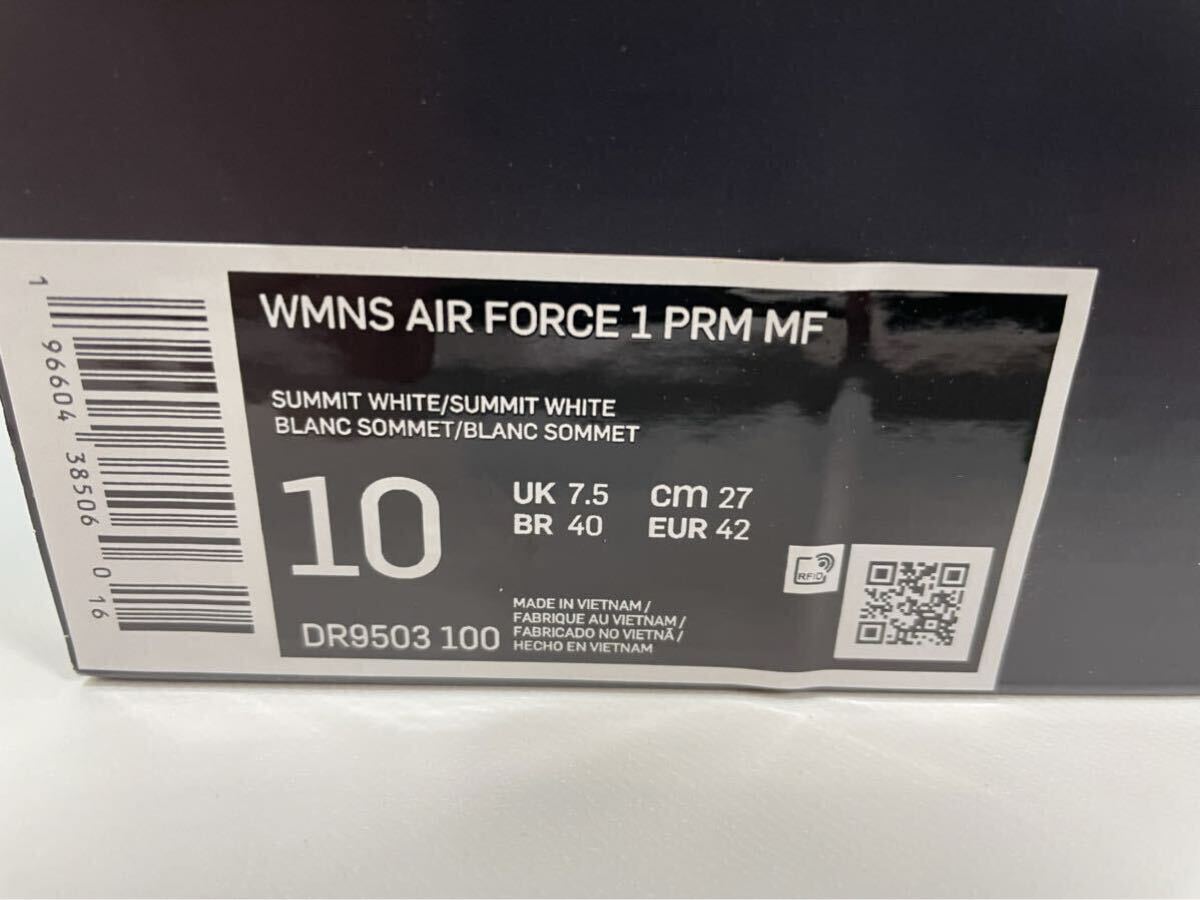 WMNS AIR FORCE 1 PRM MF
SUMMIT WHITE/SUMMIT WHITE
BLANC SOMMET/BLANC SOMMET
10
UK 7.5 cm 27
BR 40 EUR 42
DR9503 100
MADE IN VIETNAM /
FABRIQUE AU VIETNAM /
FABRICADO NO VIETNÃ /
HECHO EN VIETNAM
RFID
1 96604 38506 0 16